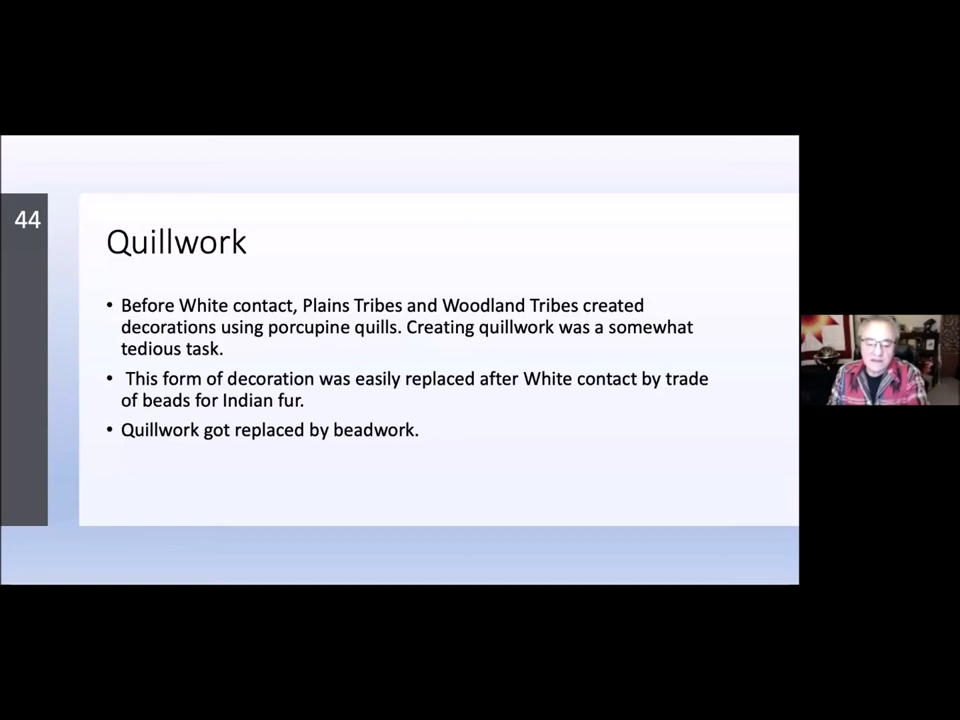 44
Quillwork
• Before White contact, Plains Tribes and Woodland Tribes created
decorations using porcupine quills. Creating quillwork was a somewhat
tedious task.
• This form of decoration was easily replaced after White contact by trade
of beads for Indian fur.
• Quillwork got replaced by beadwork.